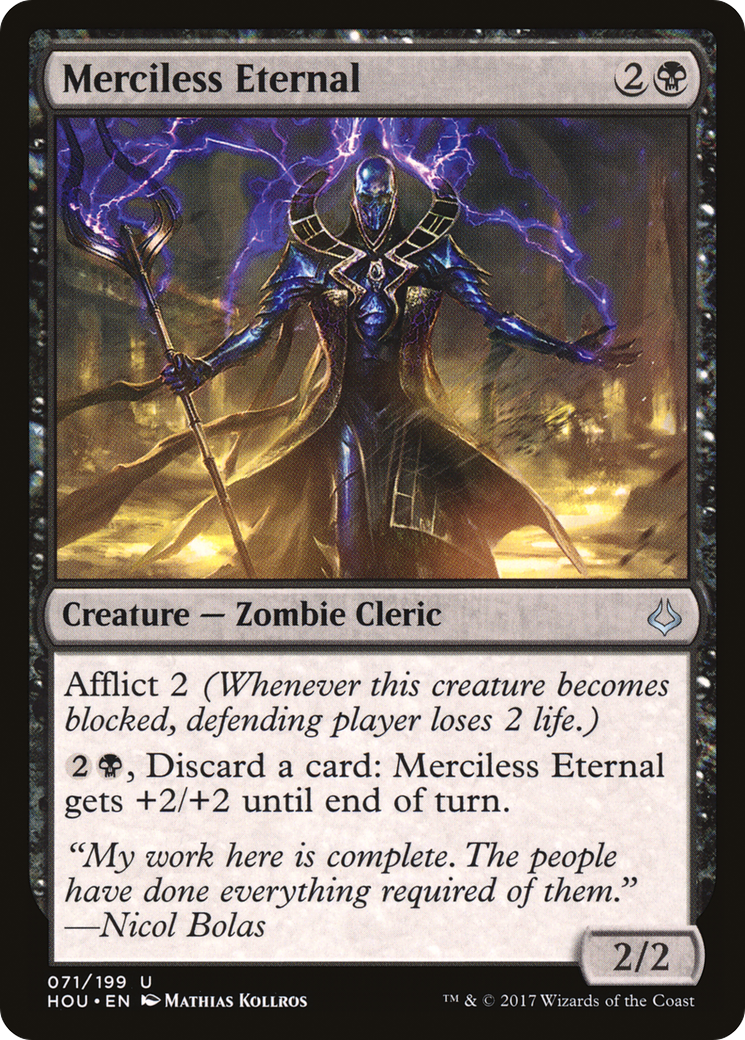 Merciless Eternal 2
Creature — Zombie Cleric
Afflict 2 (Whenever this creature becomes
blocked, defending player loses 2 life.)
2, Discard a card: Merciless Eternal
gets +2/+2 until end of turn.
“My work here is complete. The people
have done everything required of them.”
—Nicol Bolas
2/2
071/199 U
HOU • EN Mathias Kollros
™ & © 2017 Wizards of the Coast